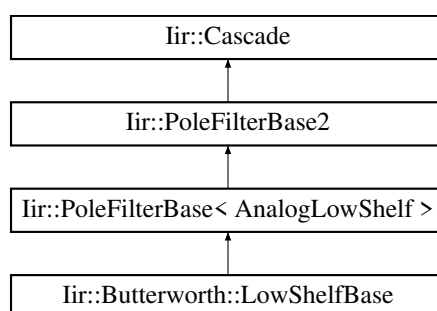 Iir::Cascade
Iir::PoleFilterBase2
Iir::PoleFilterBase< AnalogLowShelf >
Iir::Butterworth::LowShelfBase